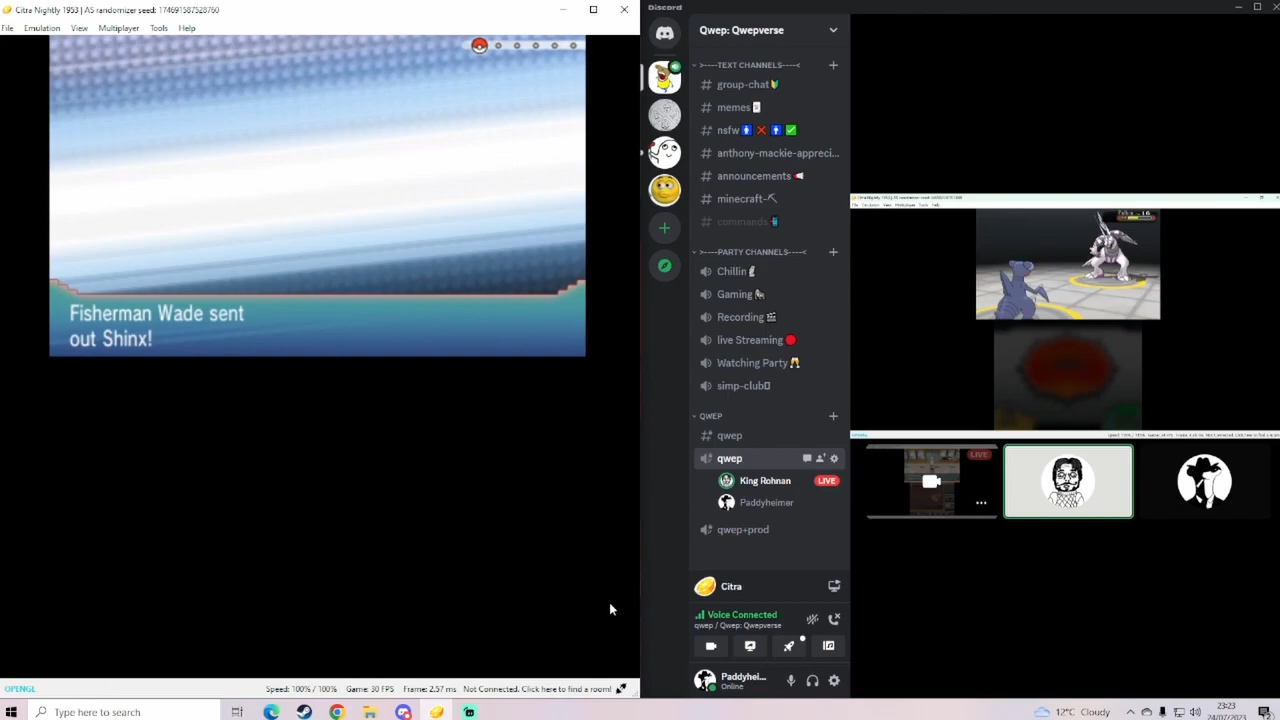 Citra Nightly 1953 | AS randomizer seed: 174691587528760
File Emulation View Multiplayer Tools Help
Fisherman Wade sent
out Shinx!
OPENGL
Speed: 100% / 100% Game: 30 FPS Frame: 2.57 ms Not Connected. Click here to find a room!
Discord
Qwep: Qwepverse
>----TEXT CHANNELS----<
group-chat
memes
nsfw
anthony-mackie-appreci...
announcements
minecraft-
commands
>----PARTY CHANNELS----<
Chillin
Gaming
Recording
live Streaming
Watching Party
simp-club
QWEP
qwep
qwep
King Rohnan LIVE
Paddyheimer
qwep+prod
Citra
Voice Connected
qwep / Qwep: Qwepverse
Paddyhei...
Online
LIVE
Type here to search
12°C Cloudy
23:23
24/07/2023